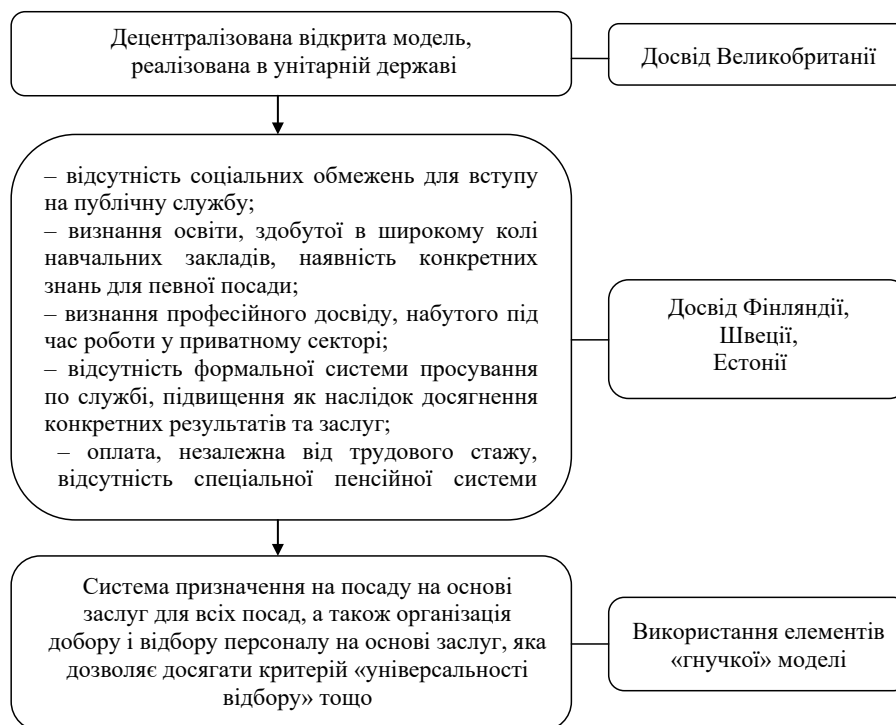 Децентралізована відкрита модель,
реалізована в унітарній державі
Досвід Великобританії
– відсутність соціальних обмежень для вступу
на публічну службу;
– визнання освіти, здобутої в широкому колі
навчальних закладів, наявність конкретних
знань для певної посади;
– визнання професійного досвіду, набутого під
час роботи у приватному секторі;
– відсутність формальної системи просування
по службі, підвищення як наслідок досягнення
конкретних результатів та заслуг;
– оплата, незалежна від трудового стажу,
відсутність спеціальної пенсійної системи
Досвід Фінляндії,
Швеції,
Естонії
Система призначення на посаду на основі
заслуг для всіх посад, а також організація
добору і відбору персоналу на основі заслуг, яка
дозволяє досягати критерій «універсальності
відбору» тощо
Використання елементів
«гнучкої» моделі